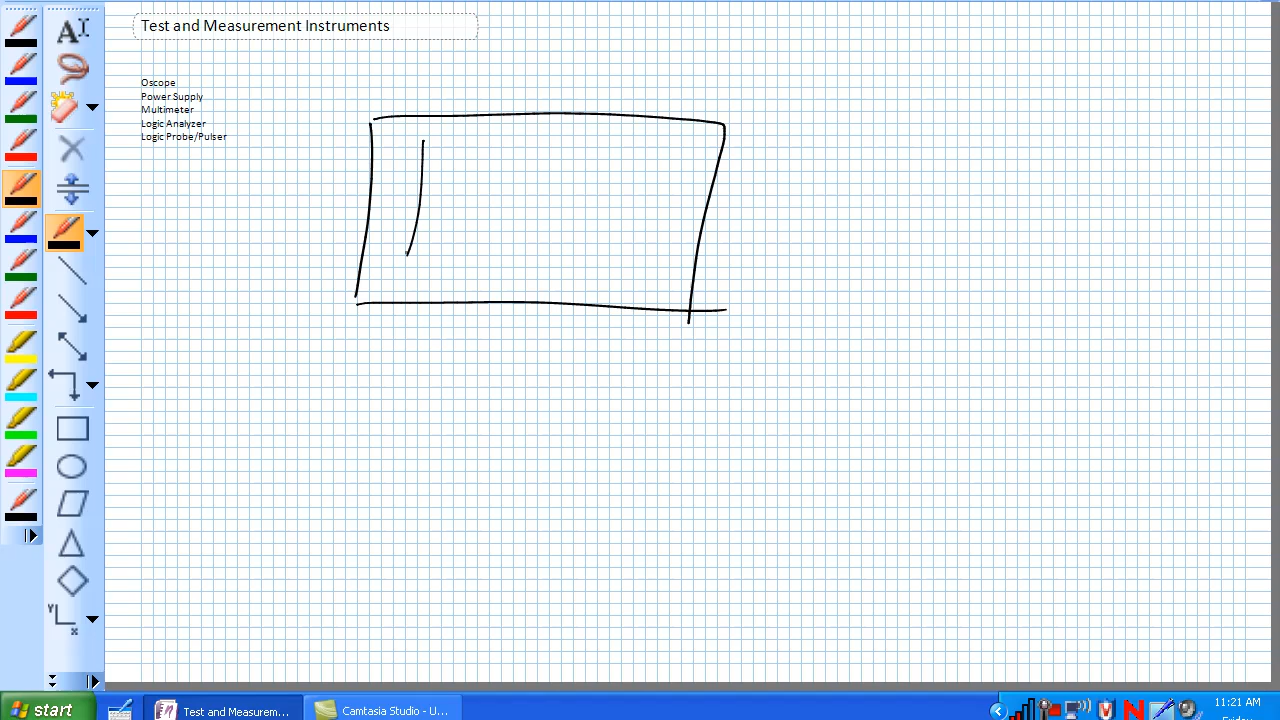 Test and Measurement Instruments
Oscope
Power Supply
Multimeter
Logic Analyzer
Logic Probe/Pulser
start
Test and Measurem...
Camtasia Studio - U...
11:21 AM
Friday